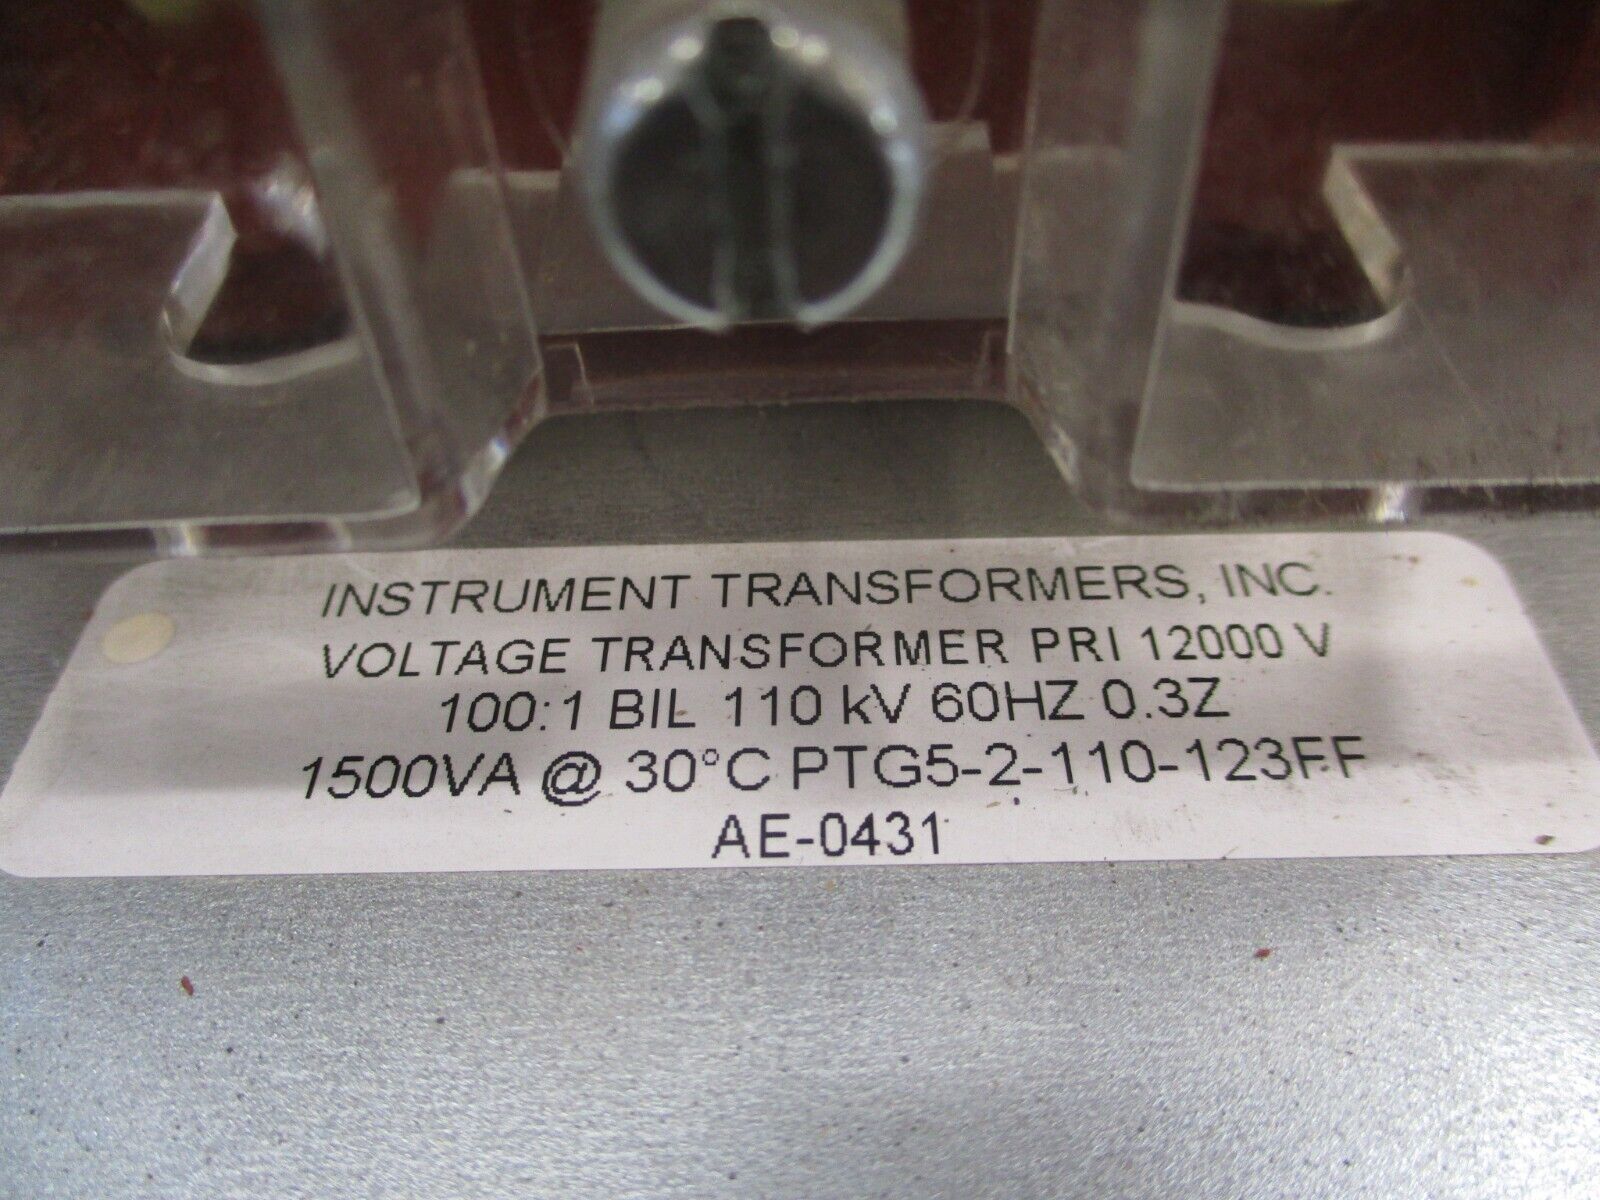 INSTRUMENT TRANSFORMERS, INC.
VOLTAGE TRANSFORMER PRI 12000 V
100:1 BIL 110 kV 60HZ 0.3Z
1500VA @ 30°C PTG5-2-110-123FF
AE-0431